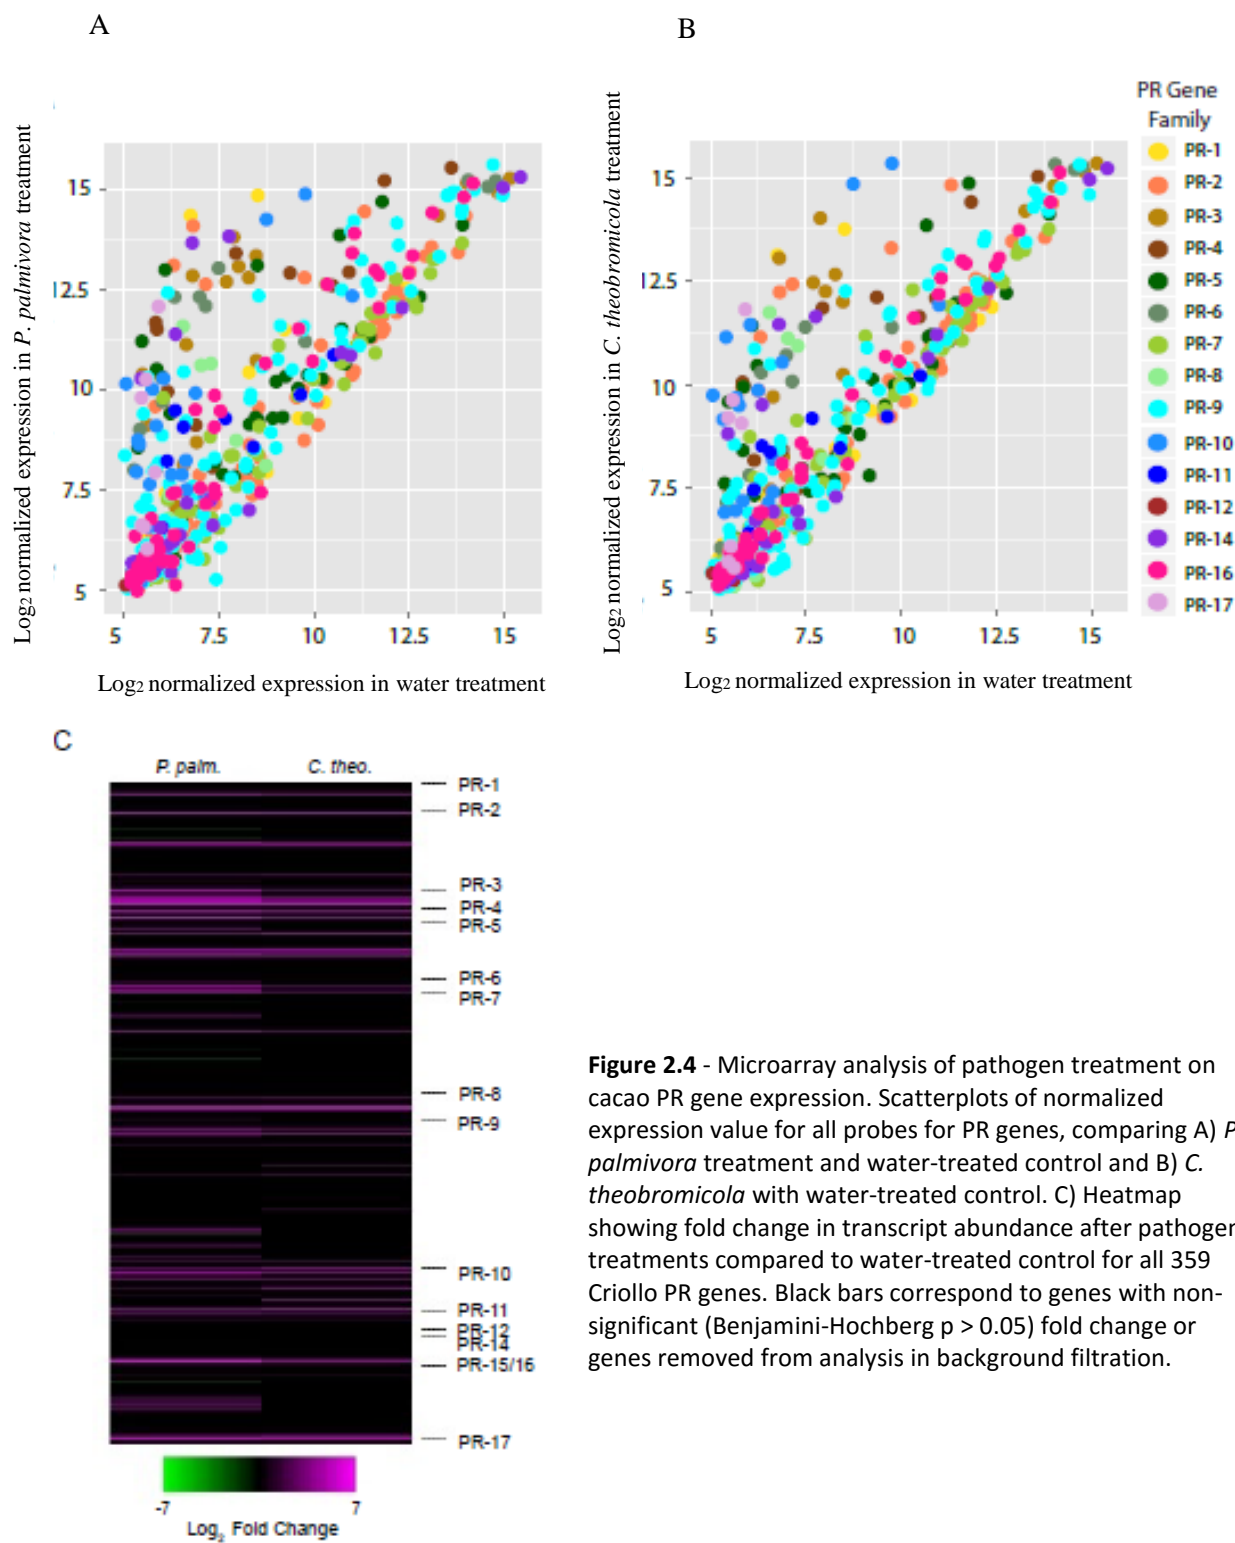 A
B
Log2 normalized expression in P. palmivora treatment
15
12.5
10
7.5
5
5 7.5 10 12.5 15
Log2 normalized expression in water treatment
Log2 normalized expression in C. theobromicola treatment
15
12.5
10
7.5
5
5 7.5 10 12.5 15
Log2 normalized expression in water treatment
PR Gene
Family
PR-1
PR-2
PR-3
PR-4
PR-5
PR-6
PR-7
PR-8
PR-9
PR-10
PR-11
PR-12
PR-14
PR-16
PR-17
C
P. palm. C. theo.
PR-1
PR-2
PR-3
PR-4
PR-5
PR-6
PR-7
PR-8
PR-9
PR-10
PR-11
PR-12
PR-14
PR-15/16
PR-17
-7 7
Log2 Fold Change
Figure 2.4 - Microarray analysis of pathogen treatment on
cacao PR gene expression. Scatterplots of normalized
expression value for all probes for PR genes, comparing A) P.
palmivora treatment and water-treated control and B) C.
theobromicola with water-treated control. C) Heatmap
showing fold change in transcript abundance after pathogen
treatments compared to water-treated control for all 359
Criollo PR genes. Black bars correspond to genes with non-
significant (Benjamini-Hochberg p > 0.05) fold change or
genes removed from analysis in background filtration.